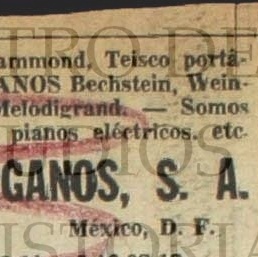 ammond, Teisco portá-
ANOS Bechstein, Wein-
Melodigrand. — Somos
pianos eléctricos, etc
GANOS, S. A.
México, D. F.